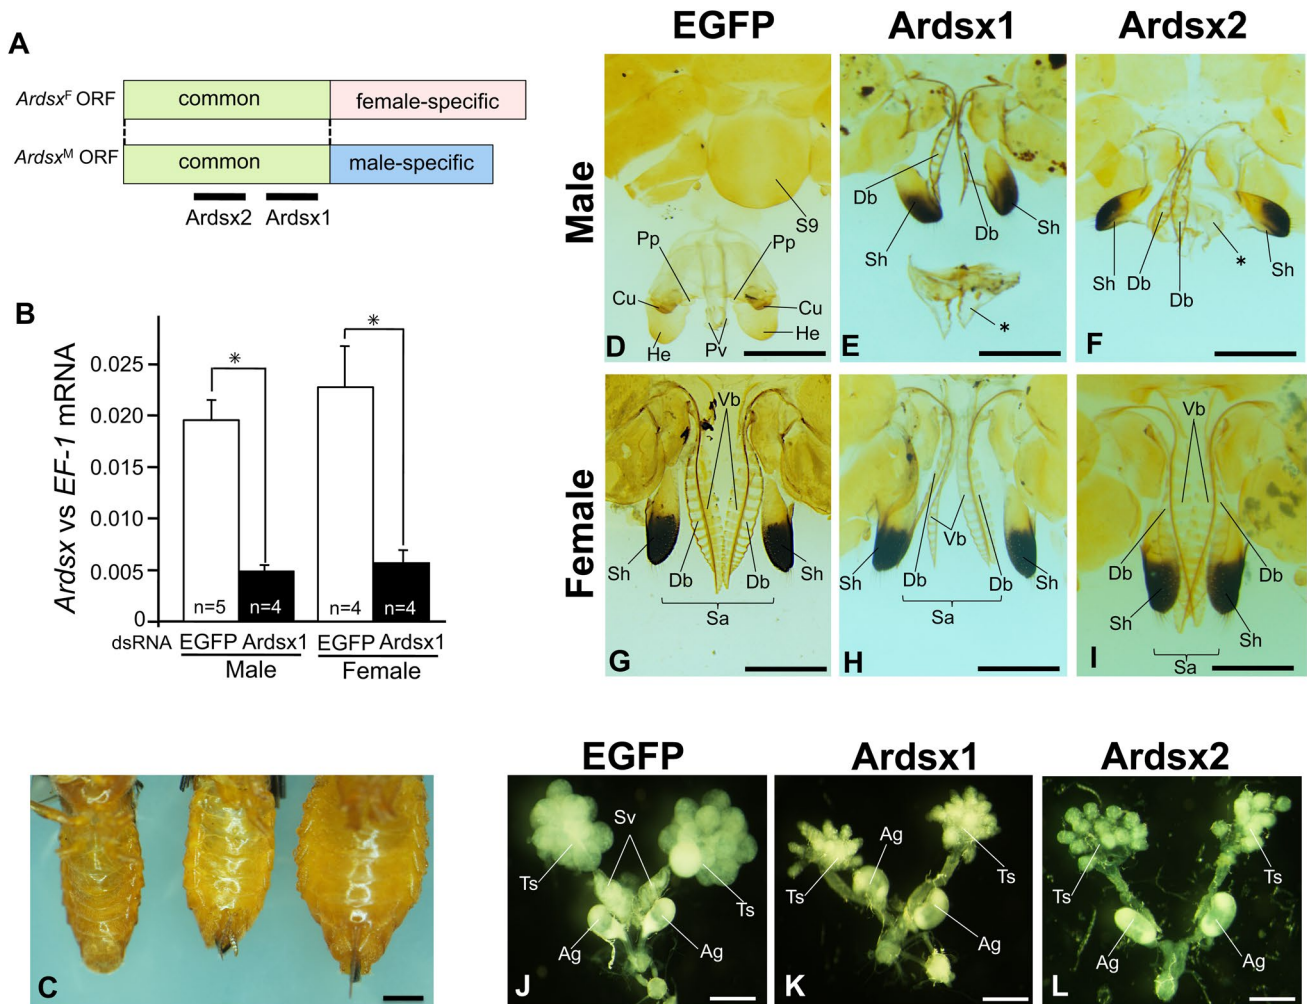 A
Ardsxᶠ ORF common female-specific
Ardsxᴹ ORF common male-specific
Ardsx2 Ardsx1
B
Ardsx vs EF-1 mRNA
0.025
0.020
0.015
0.010
0.005
0
* *
n=5 n=4 n=4 n=4
dsRNA EGFP Ardsx1 EGFP Ardsx1
Male Female
C
EGFP Ardsx1 Ardsx2
Male
S9
Pp Pp
Cu Cu
He He
Pv
D
Db Db
Sh Sh
*
E
Sh Db Db Sh
*
F
Female
Vb
Sh Db Db Sh
Sa
G
Vb
Sh Db Db Sh
Sa
H
Vb
Db Db
Sh Sh
Sa
I
EGFP Ardsx1 Ardsx2
Sv
Ts Ts
Ag Ag
J
Ag
Ts Ts
Ag
K
Ts Ts
Ag Ag
L